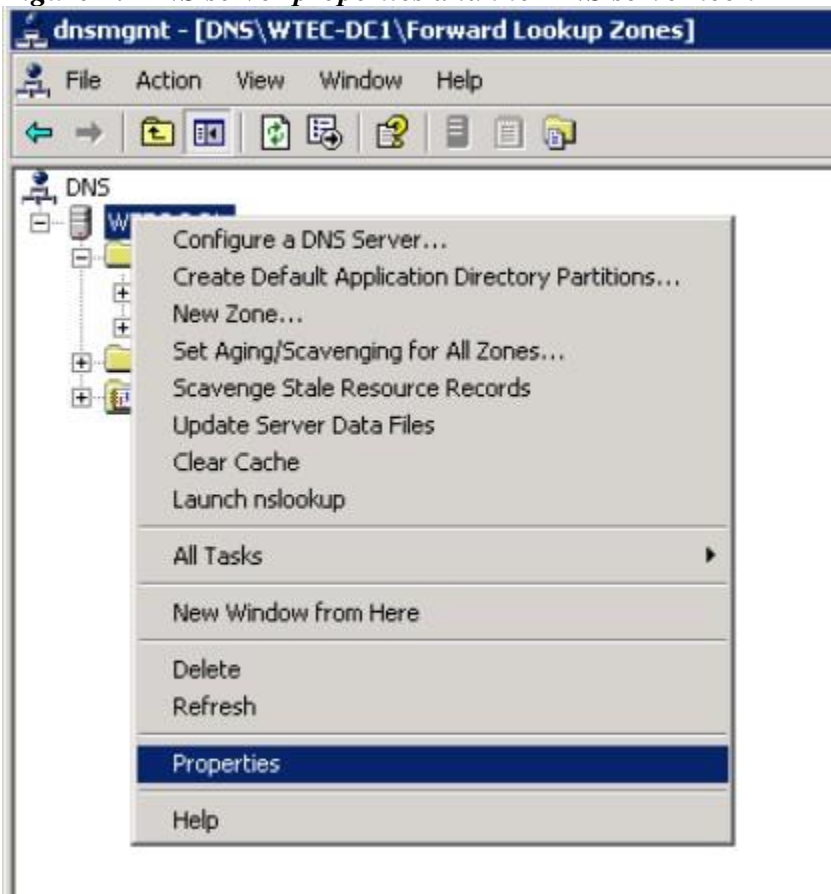 dnsmgmt - [DNS\WTEC-DC1\Forward Lookup Zones]
File Action View Window Help
DNS
Configure a DNS Server...
Create Default Application Directory Partitions...
New Zone...
Set Aging/Scavenging for All Zones...
Scavenge Stale Resource Records
Update Server Data Files
Clear Cache
Launch nslookup
All Tasks
New Window from Here
Delete
Refresh
Properties
Help